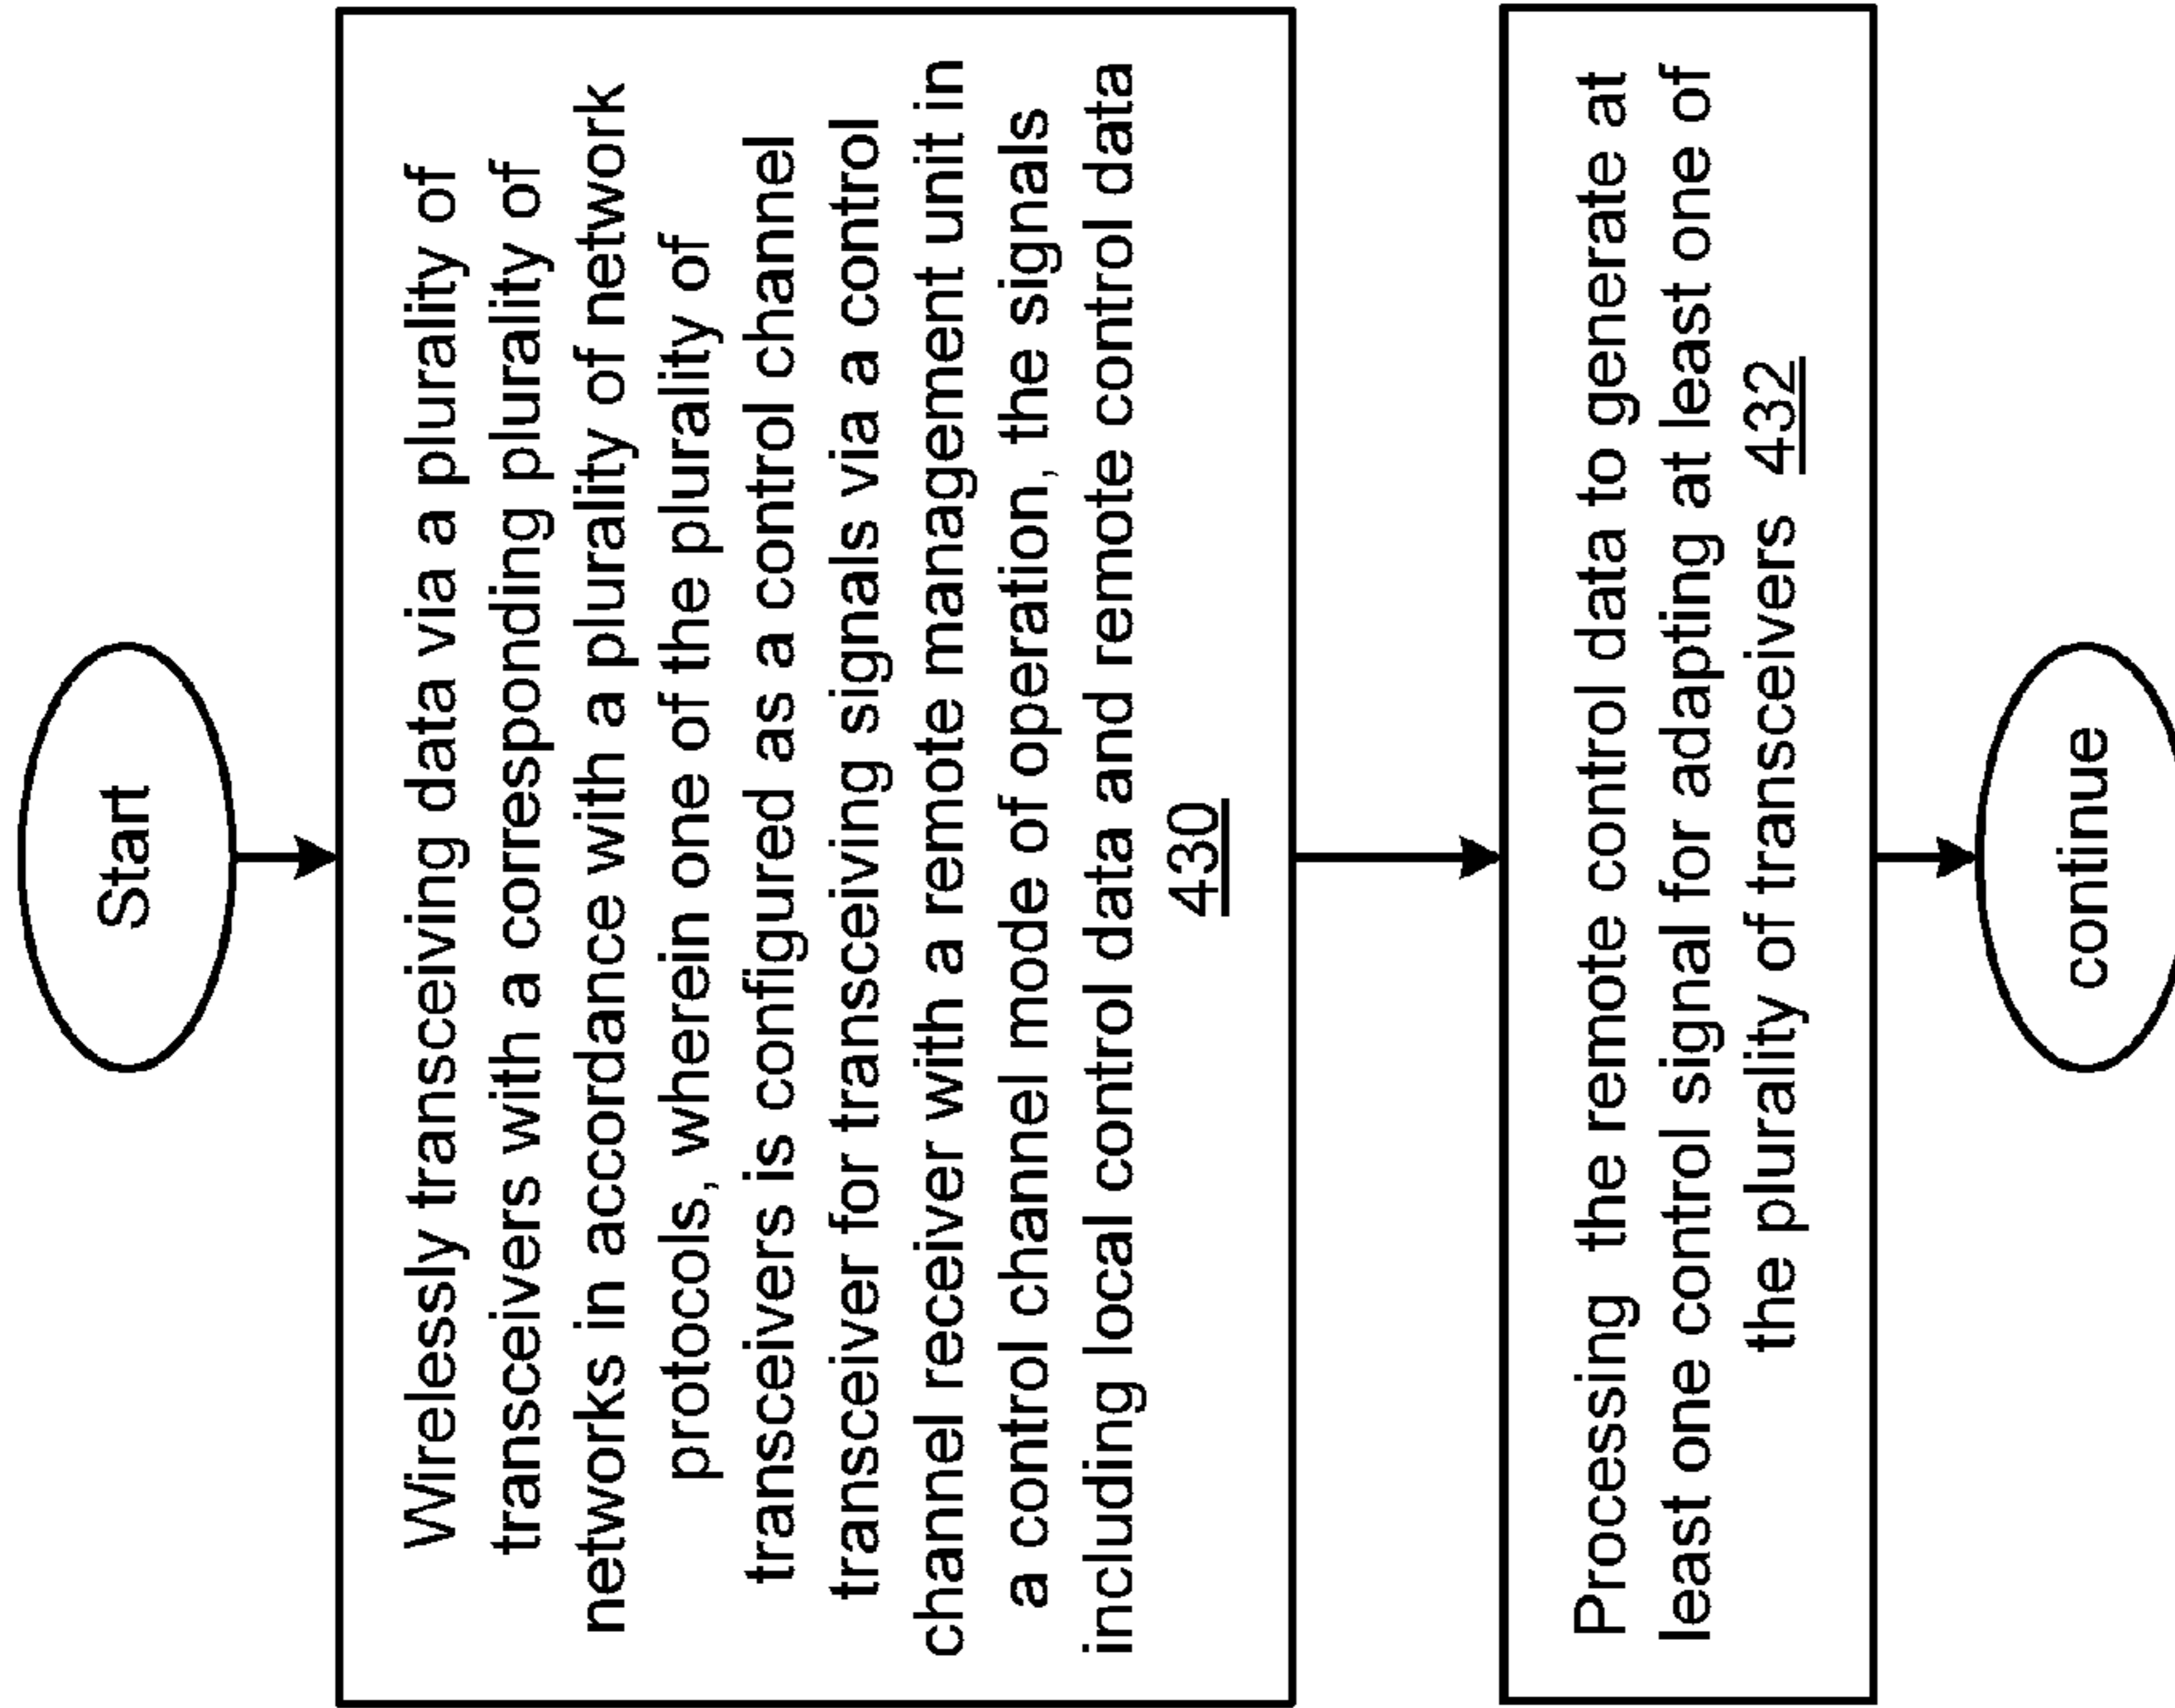 Start
Wirelessly transceiving data via a plurality of
transceivers with a corresponding plurality of
networks in accordance with a plurality of network
protocols, wherein one of the plurality of
transceivers is configured as a control channel
transceiver for transceiving signals via a control
channel receiver with a remote management unit in
a control channel mode of operation, the signals
including local control data and remote control data
430
Processing the remote control data to generate at
least one control signal for adapting at least one of
the plurality of transceivers 432
continue